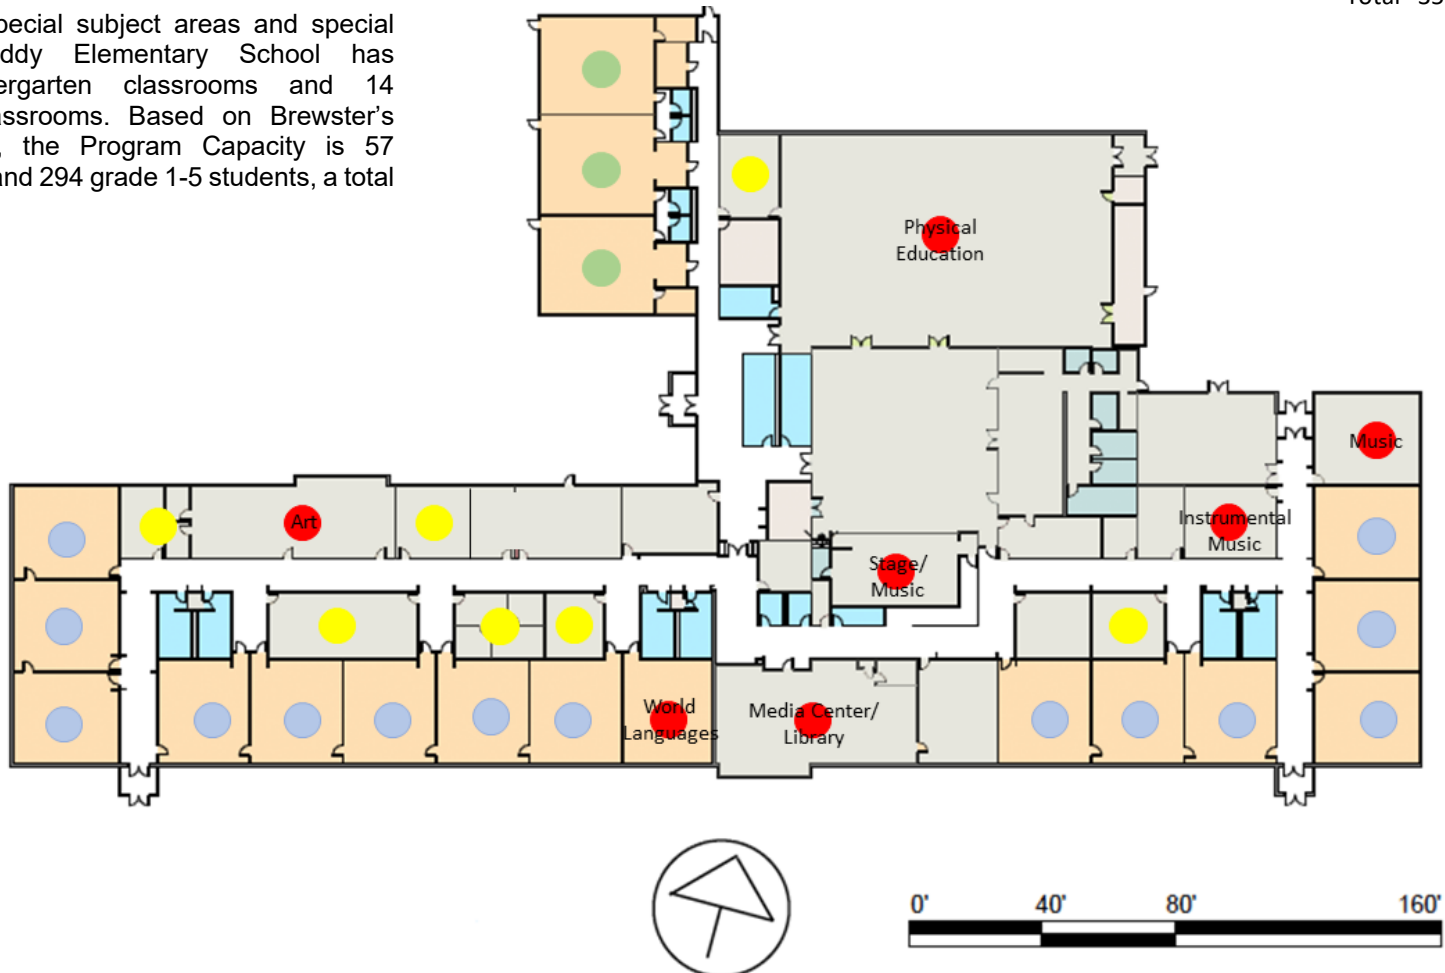 pecial subject areas and special
ddy Elementary School has
ergarten classrooms and 14
assrooms. Based on Brewster’s
, the Program Capacity is 57
and 294 grade 1-5 students, a total
Physical
Education
Music
Art
Instrumental
Music
Stage/
Music
World
Languages
Media Center/
Library
0' 40' 80' 160'